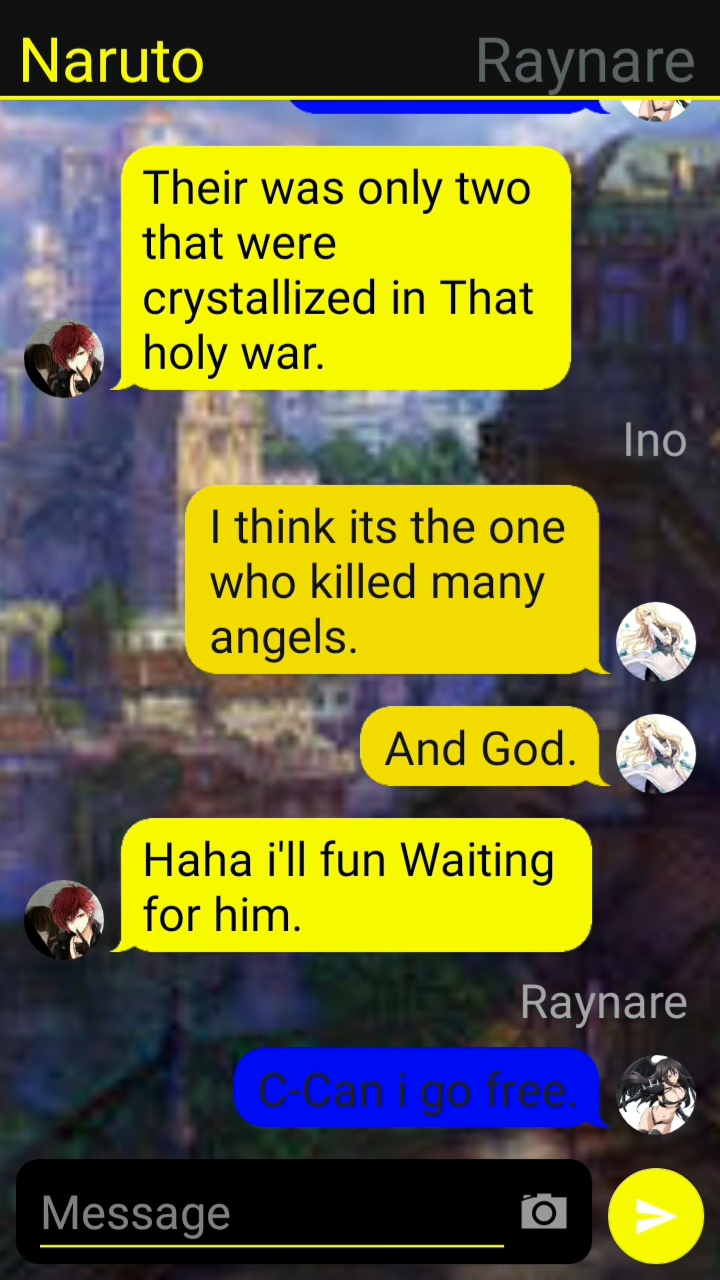 Naruto Raynare
Their was only two
that were
crystallized in That
holy war.
Ino
I think its the one
who killed many
angels.
And God.
Haha i'll fun Waiting
for him.
Raynare
C-Can i go free.
Message